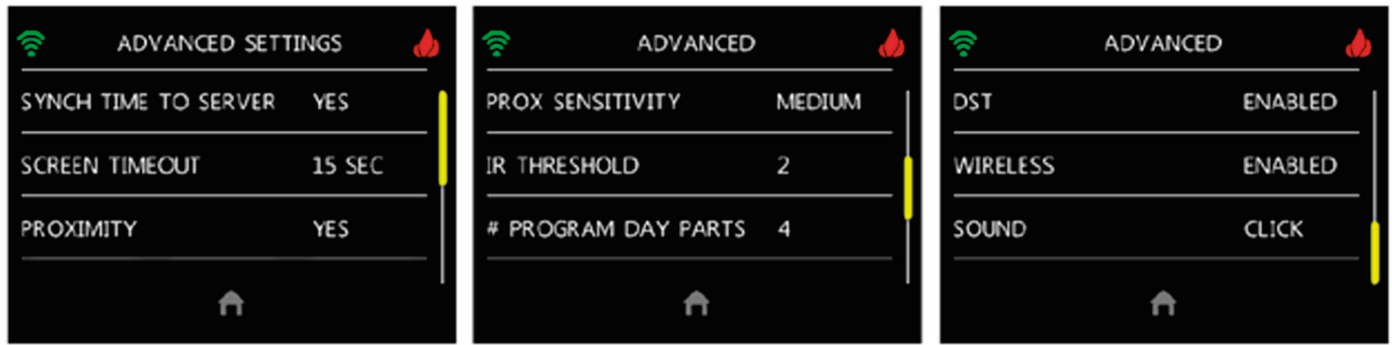 ADVANCED SETTINGS
SYNCH TIME TO SERVER YES
SCREEN TIMEOUT 15 SEC
PROXIMITY YES
ADVANCED
PROX SENSITIVITY MEDIUM
IR THRESHOLD 2
# PROGRAM DAY PARTS 4
ADVANCED
DST ENABLED
WIRELESS ENABLED
SOUND CLICK